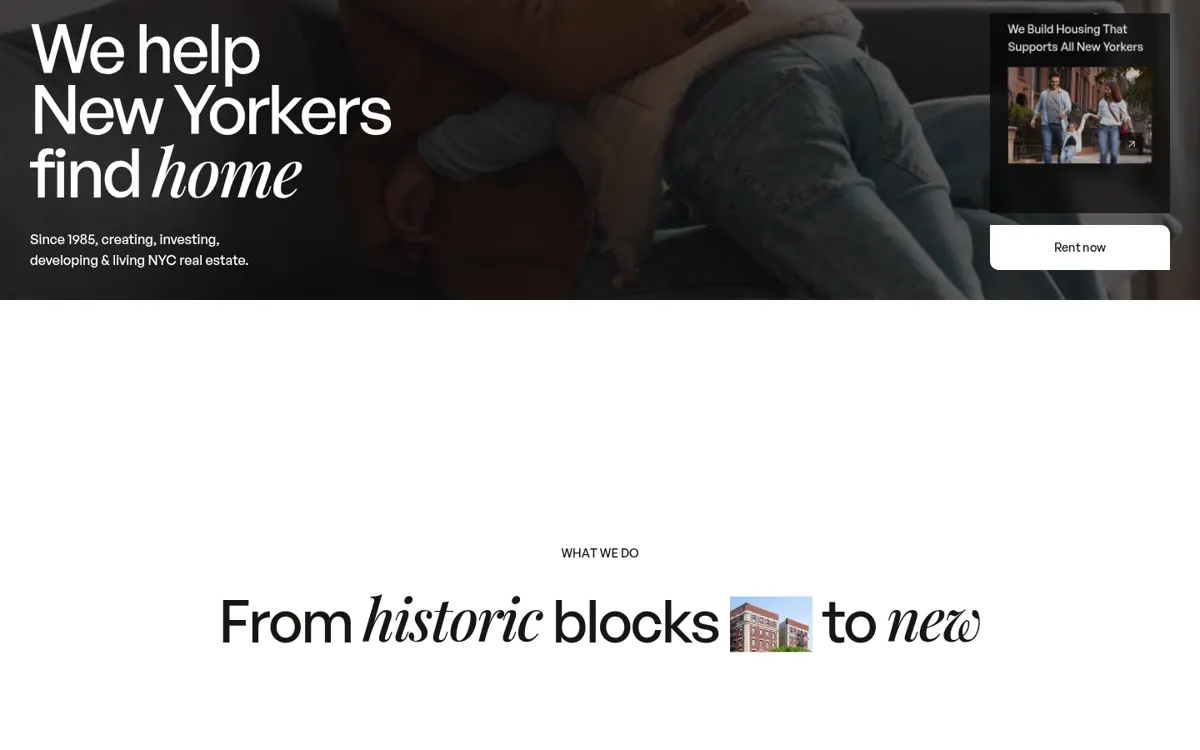 We help
New Yorkers
find home
Since 1985, creating, investing,
developing & living NYC real estate.
We Build Housing That
Supports All New Yorkers
Rent now
WHAT WE DO
From historic blocks to new